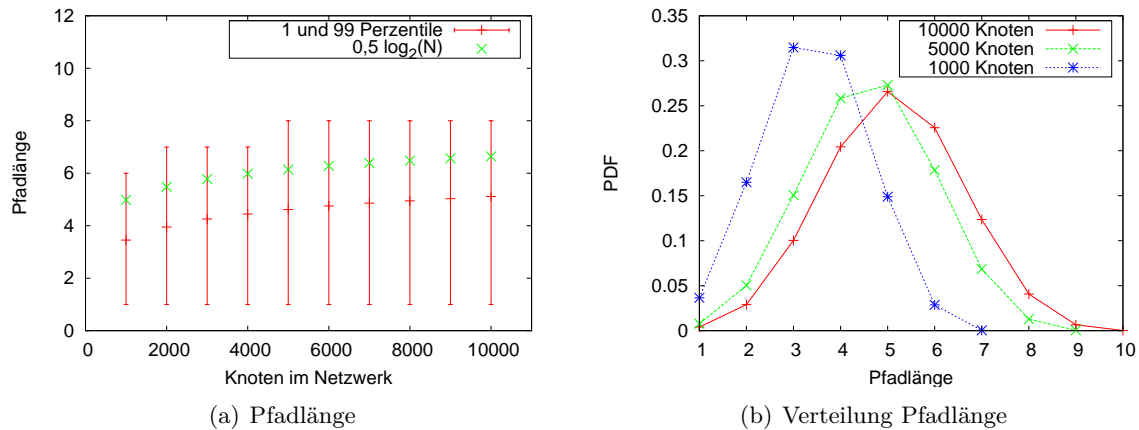 12
10
8
6
4
2
0
Pfadlänge
1 und 99 Perzentile
0,5 log₂(N)
0 2000 4000 6000 8000 10000
Knoten im Netzwerk
(a) Pfadlänge
0.35
0.3
0.25
0.2
0.15
0.1
0.05
0
PDF
10000 Knoten
5000 Knoten
1000 Knoten
1 2 3 4 5 6 7 8 9 10
Pfadlänge
(b) Verteilung Pfadlänge